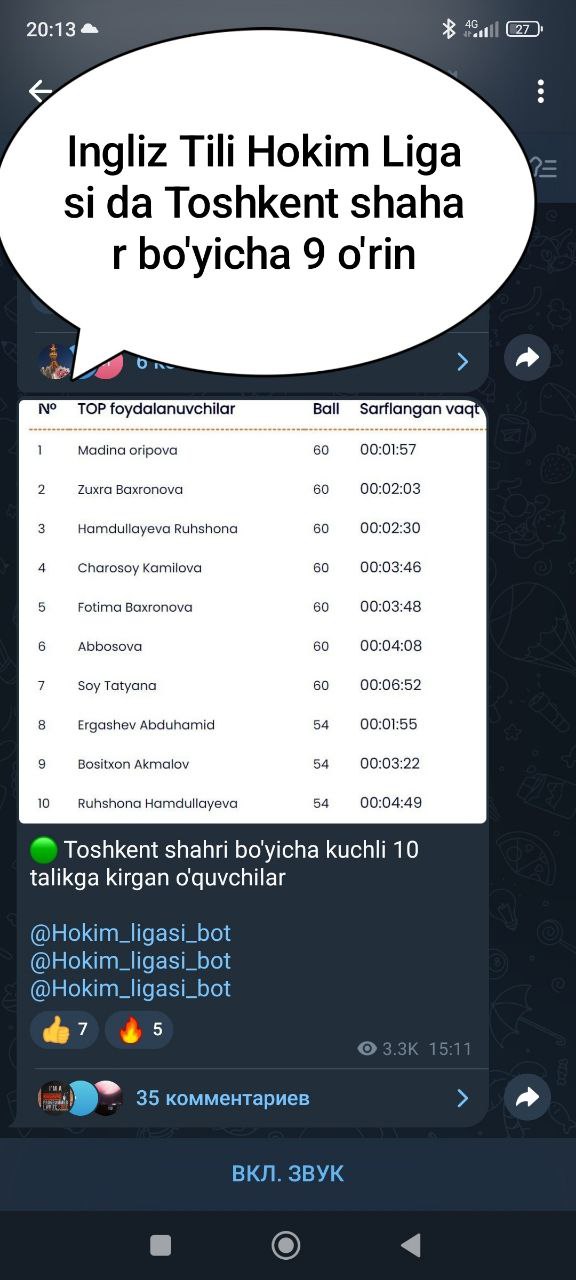 20:13
4G
27
Ingliz Tili Hokim Liga
si da Toshkent shaha
r bo'yicha 9 o'rin
№ TOP foydalanuvchilar Ball Sarflangan vaqt
1 Madina oripova 60 00:01:57
2 Zuxra Baxronova 60 00:02:03
3 Hamdullayeva Ruhshona 60 00:02:30
4 Charosoy Kamilova 60 00:03:46
5 Fotima Baxronova 60 00:03:48
6 Abbosova 60 00:04:08
7 Soy Tatyana 60 00:06:52
8 Ergashev Abduhamid 54 00:01:55
9 Bositxon Akmalov 54 00:03:22
10 Ruhshona Hamdullayeva 54 00:04:49
Toshkent shahri bo'yicha kuchli 10
talikga kirgan o'quvchilar
@Hokim_ligasi_bot
@Hokim_ligasi_bot
@Hokim_ligasi_bot
7 5
3.3K 15:11
35 комментариев
ВКЛ. ЗВУК